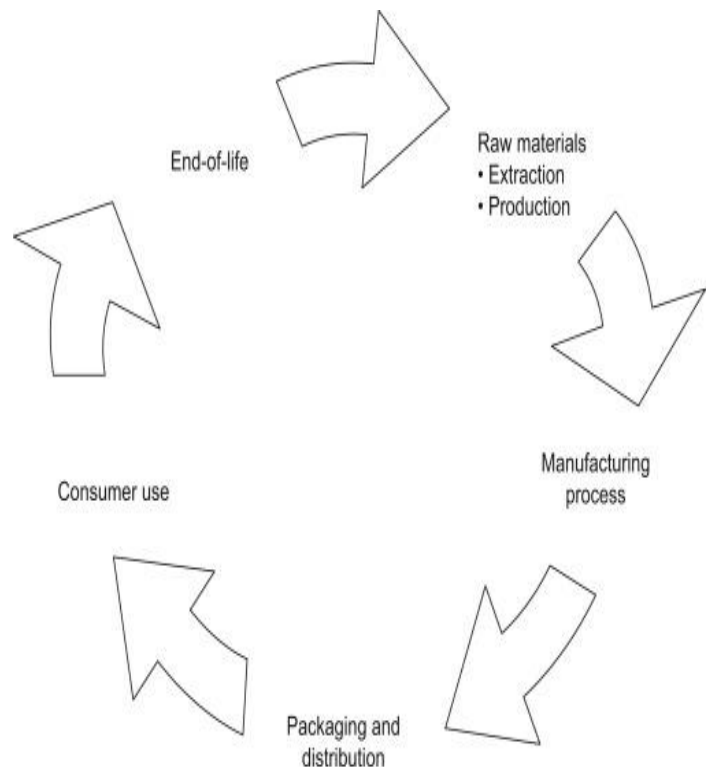 End-of-life
Raw materials
• Extraction
• Production
Manufacturing
process
Packaging and
distribution
Consumer use